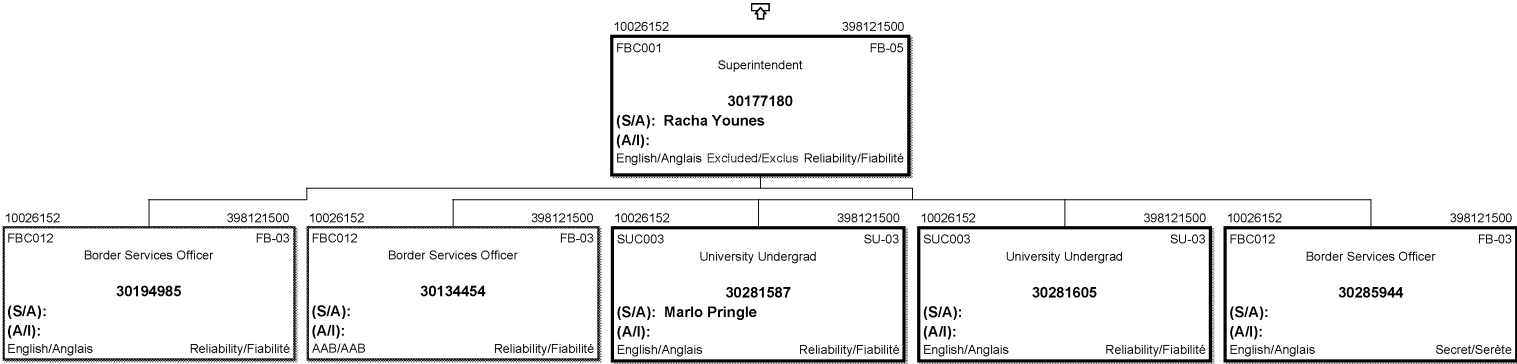 10026152 398121500
FBC001 FB-05
Superintendent
30177180
(S/A): Racha Younes
(A/I):
English/Anglais Excluded/Exclus Reliability/Fiabilité
10026152 398121500
FBC012 FB-03
Border Services Officer
30194985
(S/A):
(A/I):
English/Anglais Reliability/Fiabilité
10026152 398121500
FBC012 FB-03
Border Services Officer
30134454
(S/A):
(A/I):
AAB/AAB Reliability/Fiabilité
10026152 398121500
SUC003 SU-03
University Undergrad
30281587
(S/A): Marlo Pringle
(A/I):
English/Anglais Reliability/Fiabilité
10026152 398121500
SUC003 SU-03
University Undergrad
30281605
(S/A):
(A/I):
English/Anglais Reliability/Fiabilité
10026152 398121500
FBC012 FB-03
Border Services Officer
30285944
(S/A):
(A/I):
English/Anglais Secret/Serète